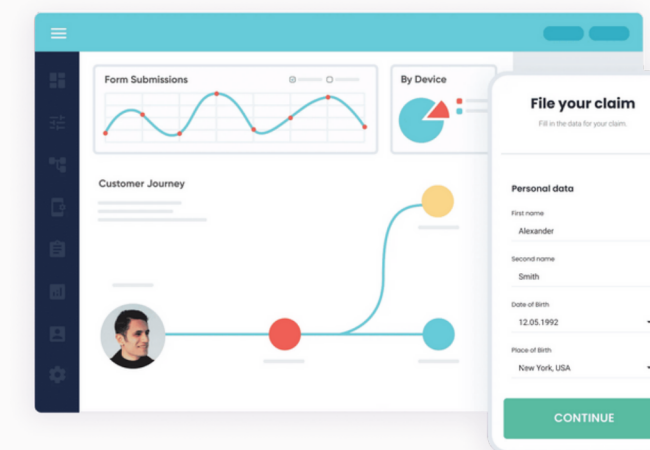 Form Submissions
By Device
Customer Journey
File your claim
Fill in the data for your claim.
Personal data
First name
Alexander
Second name
Smith
Date of Birth
12.05.1992
Place of Birth
New York, USA
CONTINUE